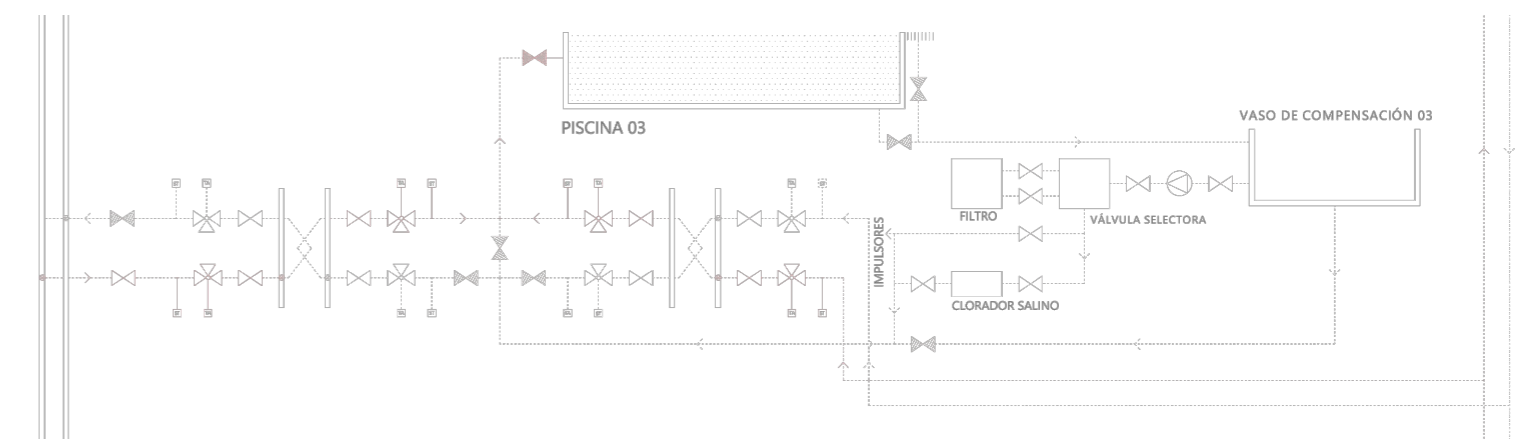 VASO DE COMPENSACIÓN 03
PISCINA 03
FILTRO
VÁLVULA SELECTORA
IMPULSORES
CLORADOR SALINO